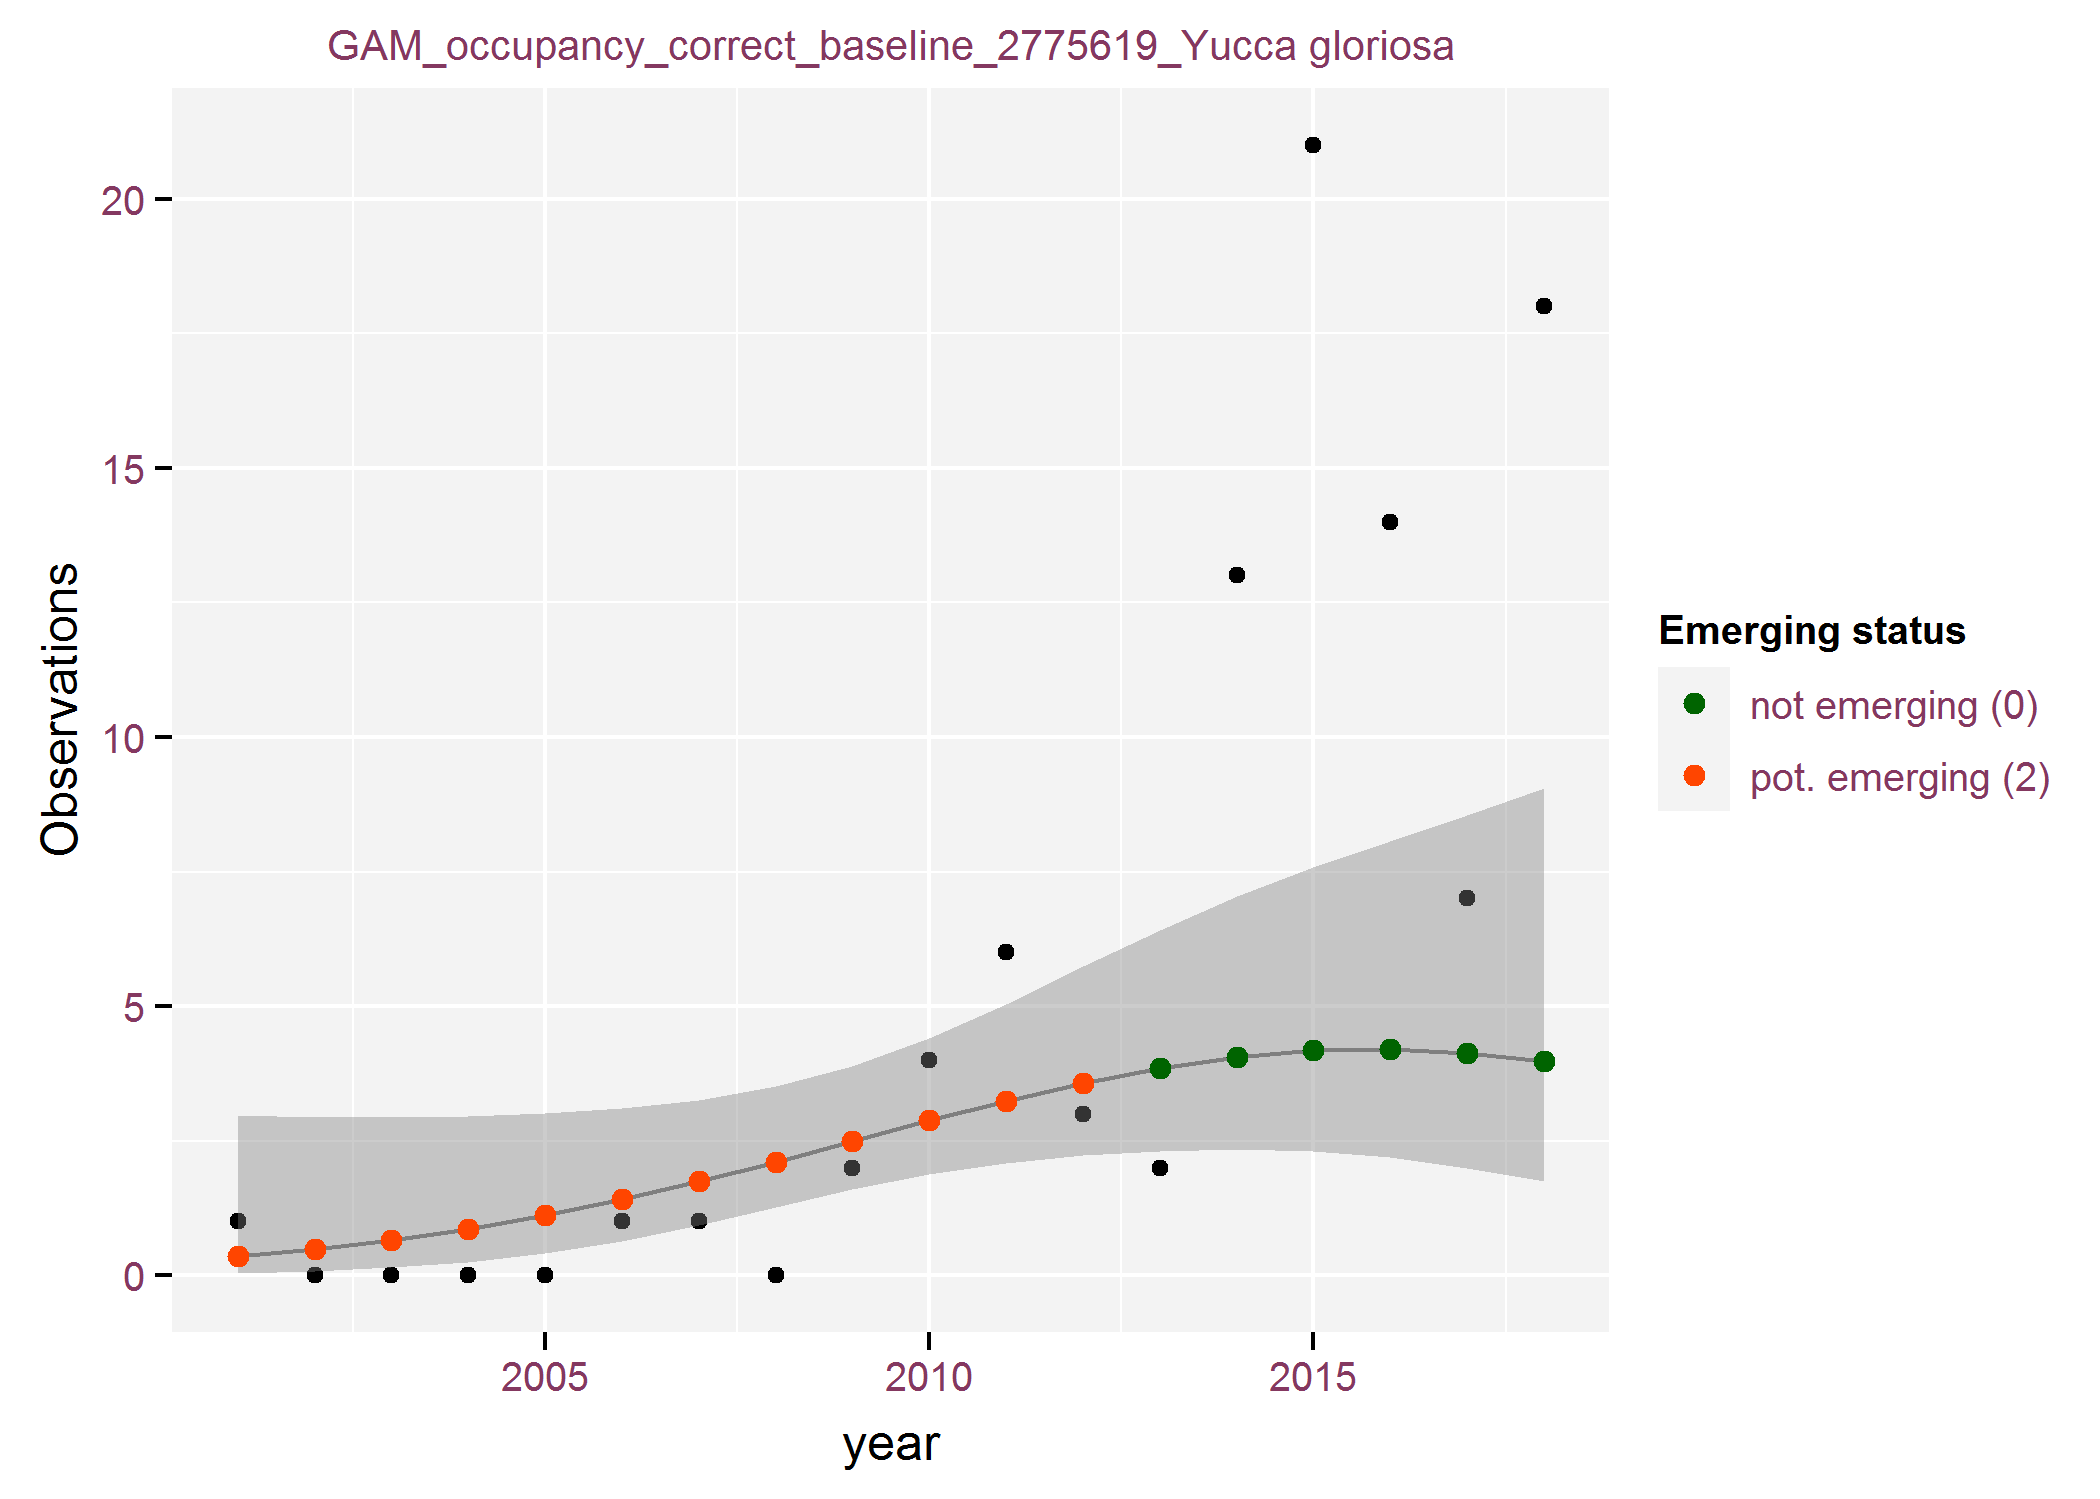 GAM_occupancy_correct_baseline_2775619_Yucca gloriosa
20
15
10
5
0
Observations
2005 2010 2015
year
Emerging status
not emerging (0)
pot. emerging (2)